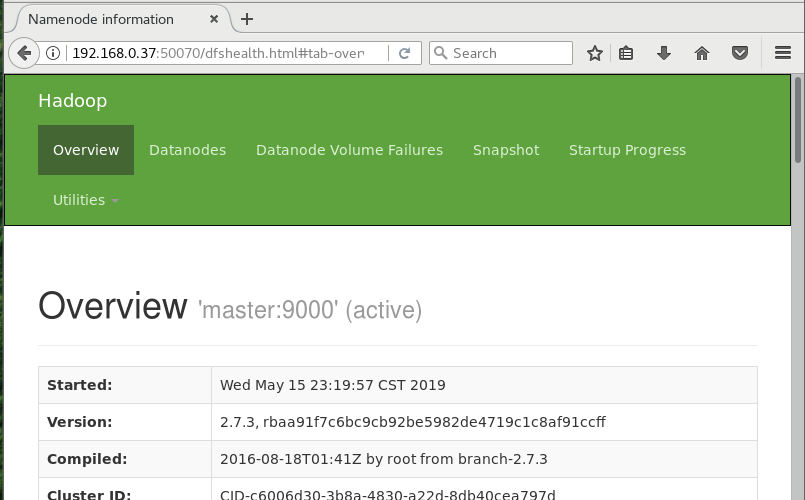 Namenode information
192.168.0.37:50070/dfshealth.html#tab-over
Search
Hadoop
Overview Datanodes Datanode Volume Failures Snapshot Startup Progress
Utilities
Overview 'master:9000' (active)
Started: Wed May 15 23:19:57 CST 2019
Version: 2.7.3, rbaa91f7c6bc9cb92be5982de4719c1c8af91ccff
Compiled: 2016-08-18T01:41Z by root from branch-2.7.3
Cluster ID: CID-c6006d30-3b8a-4830-a22d-8db40cea797d